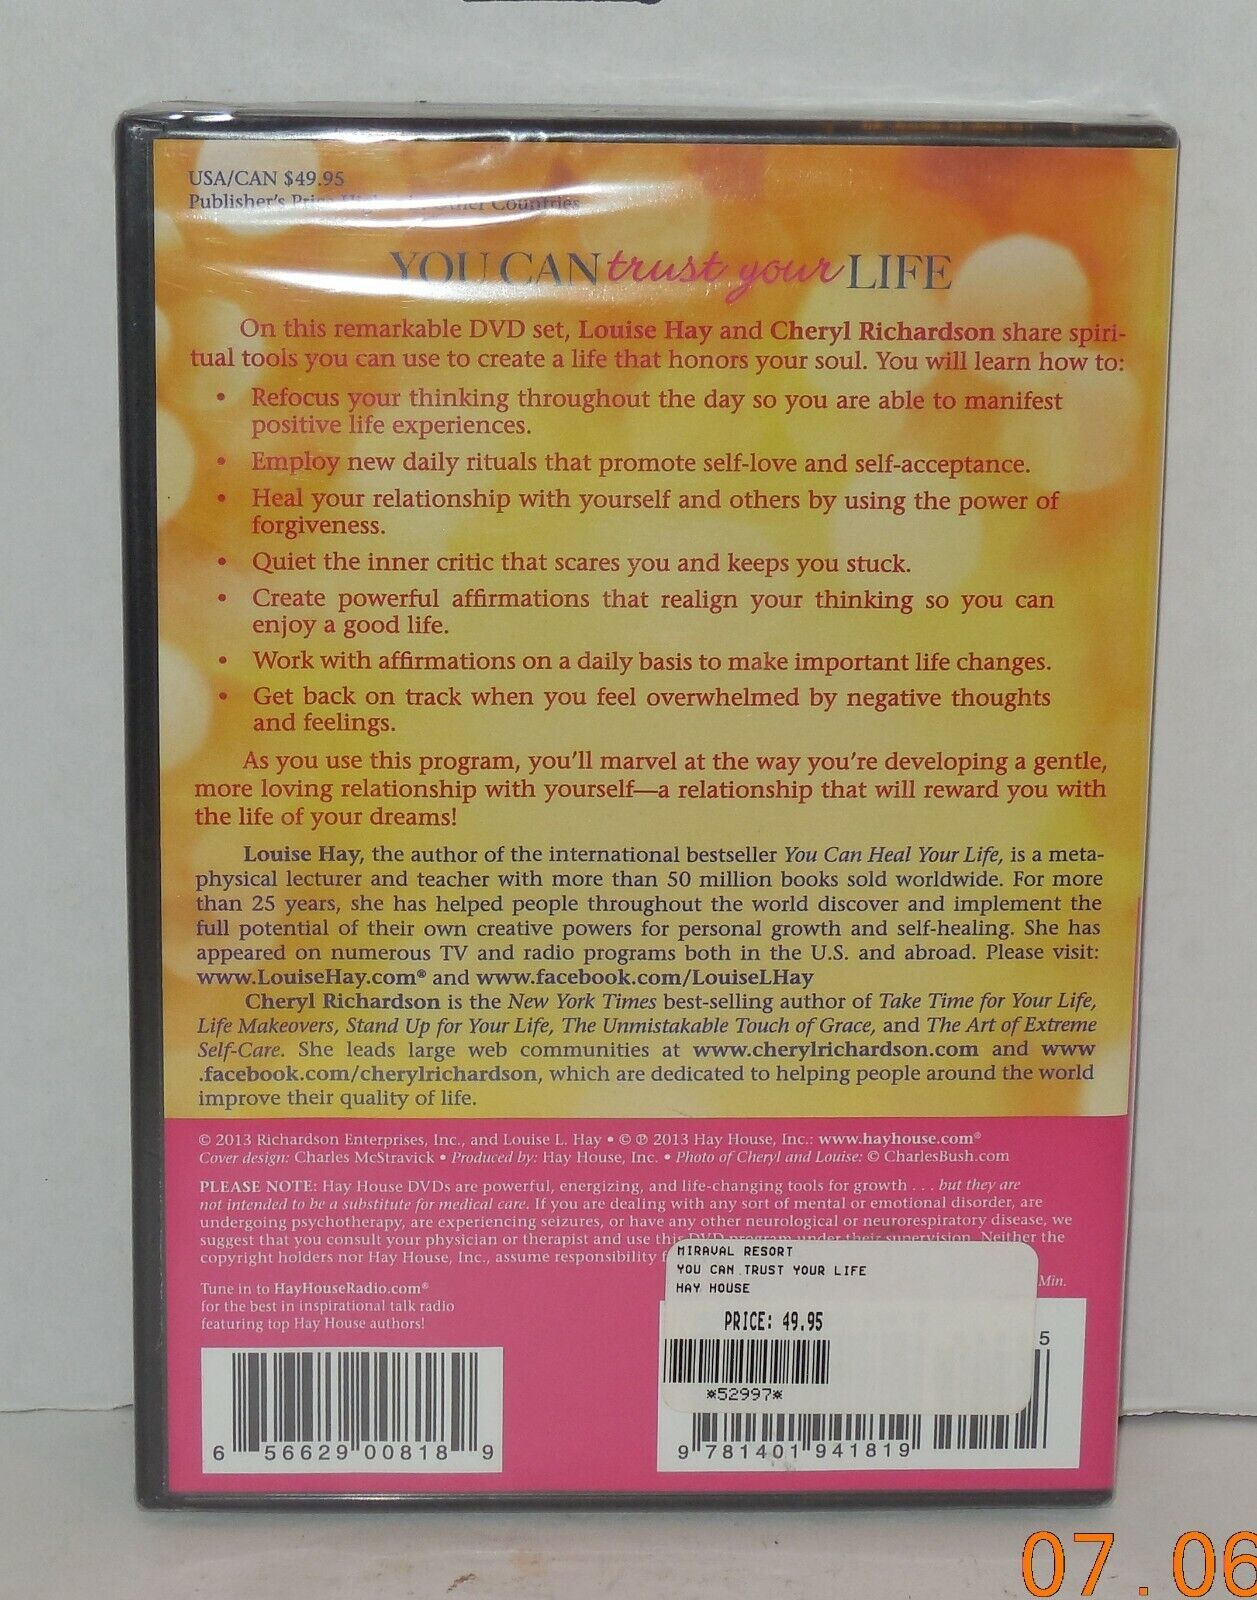 USA/CAN $49.95
Publisher's Price Higher in Other Countries
YOU CAN trust your LIFE
On this remarkable DVD set, Louise Hay and Cheryl Richardson share spiri-
tual tools you can use to create a life that honors your soul. You will learn how to:
• Refocus your thinking throughout the day so you are able to manifest
positive life experiences.
• Employ new daily rituals that promote self-love and self-acceptance.
• Heal your relationship with yourself and others by using the power of
forgiveness.
• Quiet the inner critic that scares you and keeps you stuck.
• Create powerful affirmations that realign your thinking so you can
enjoy a good life.
• Work with affirmations on a daily basis to make important life changes.
• Get back on track when you feel overwhelmed by negative thoughts
and feelings.
As you use this program, you'll marvel at the way you're developing a gentle,
more loving relationship with yourself—a relationship that will reward you with
the life of your dreams!
Louise Hay, the author of the international bestseller You Can Heal Your Life, is a meta-
physical lecturer and teacher with more than 50 million books sold worldwide. For more
than 25 years, she has helped people throughout the world discover and implement the
full potential of their own creative powers for personal growth and self-healing. She has
appeared on numerous TV and radio programs both in the U.S. and abroad. Please visit:
www.LouiseHay.com® and www.facebook.com/LouiseLHay
Cheryl Richardson is the New York Times best-selling author of Take Time for Your Life,
Life Makeovers, Stand Up for Your Life, The Unmistakable Touch of Grace, and The Art of Extreme
Self-Care. She leads large web communities at www.cherylrichardson.com and www
.facebook.com/cherylrichardson, which are dedicated to helping people around the world
improve their quality of life.
© 2013 Richardson Enterprises, Inc., and Louise L. Hay • © ℗ 2013 Hay House, Inc.: www.hayhouse.com®
Cover design: Charles McStravick • Produced by: Hay House, Inc. • Photo of Cheryl and Louise: © CharlesBush.com
PLEASE NOTE: Hay House DVDs are powerful, energizing, and life-changing tools for growth . . . but they are
not intended to be a substitute for medical care. If you are dealing with any sort of mental or emotional disorder, are
undergoing psychotherapy, are experiencing seizures, or have any other neurological or neurorespiratory disease, we
suggest that you consult your physician or therapist and use this DVD program under their supervision. Neither the
copyright holders nor Hay House, Inc., assume responsibility
Min.
Tune in to HayHouseRadio.com®
for the best in inspirational talk radio
featuring top Hay House authors!
MIRAVAL RESORT
YOU CAN TRUST YOUR LIFE
HAY HOUSE
PRICE: 49.95
*52997*
5
6 56629 00818 9
9 781401 941819
07.06